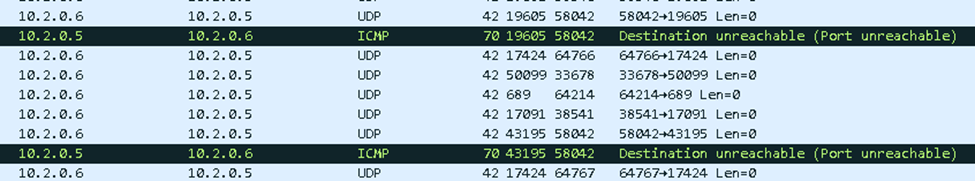 10.2.0.6 10.2.0.5 UDP 42 19605 58042 58042→19605 Len=0
10.2.0.5 10.2.0.6 ICMP 70 19605 58042 Destination unreachable (Port unreachable)
10.2.0.6 10.2.0.5 UDP 42 17424 64766 64766→17424 Len=0
10.2.0.6 10.2.0.5 UDP 42 50099 33678 33678→50099 Len=0
10.2.0.6 10.2.0.5 UDP 42 689 64214 64214→689 Len=0
10.2.0.6 10.2.0.5 UDP 42 17091 38541 38541→17091 Len=0
10.2.0.6 10.2.0.5 UDP 42 43195 58042 58042→43195 Len=0
10.2.0.5 10.2.0.6 ICMP 70 43195 58042 Destination unreachable (Port unreachable)
10.2.0.6 10.2.0.5 UDP 42 17424 64767 64767→17424 Len=0